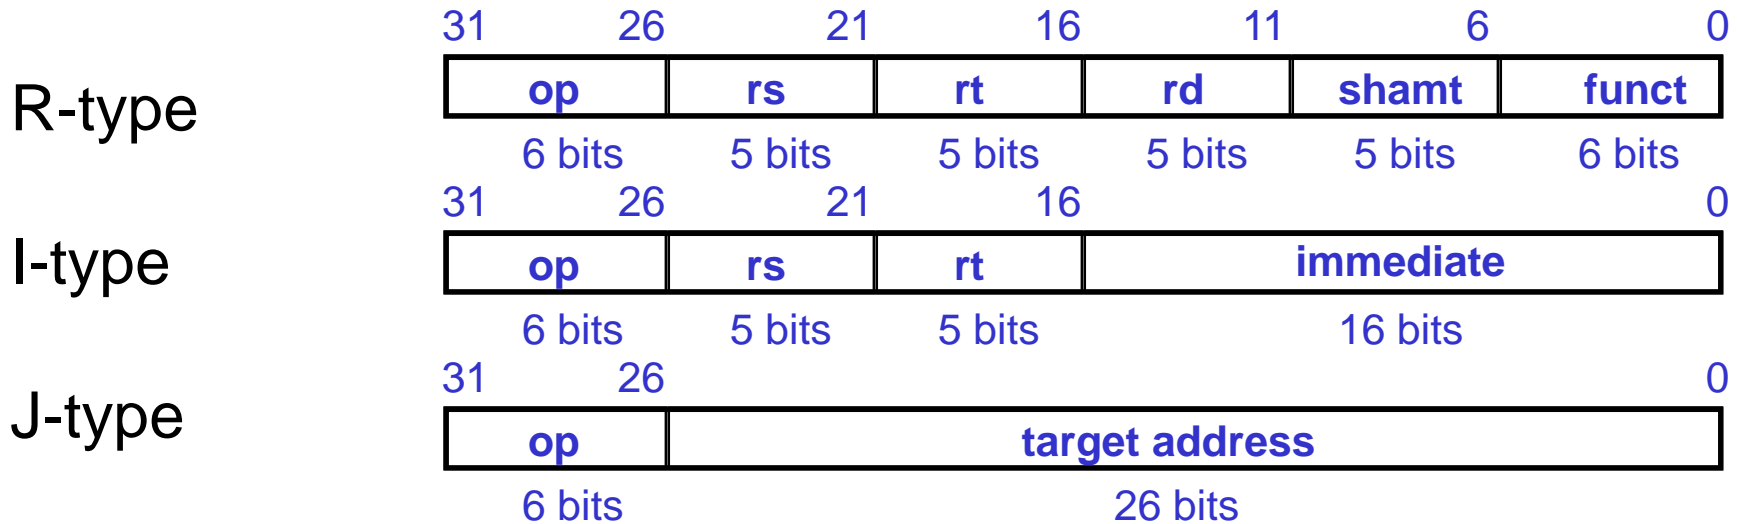 31 26 21 16 11 6 0
R-type op rs rt rd shamt funct
6 bits 5 bits 5 bits 5 bits 5 bits 6 bits
31 26 21 16 0
I-type op rs rt immediate
6 bits 5 bits 5 bits 16 bits
31 26 0
J-type op target address
6 bits 26 bits